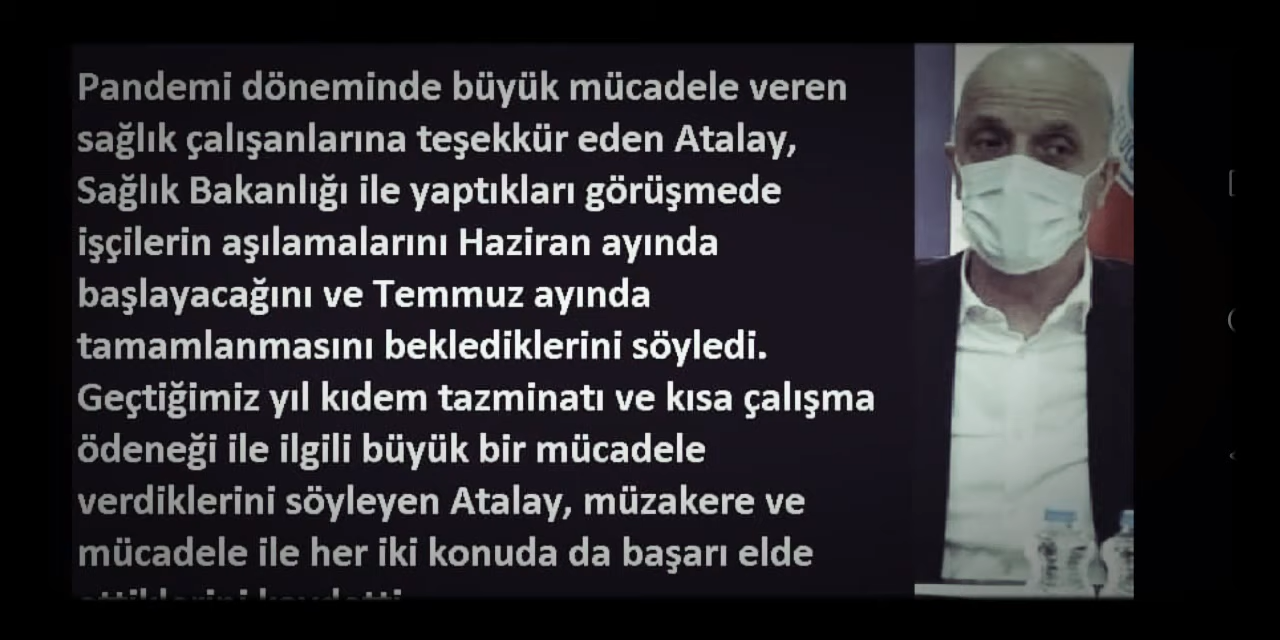 Pandemi döneminde büyük mücadele veren
sağlık çalışanlarına teşekkür eden Atalay,
Sağlık Bakanlığı ile yaptıkları görüşmede
işçilerin aşılamalarını Haziran ayında
başlayacağını ve Temmuz ayında
tamamlanmasını beklediklerini söyledi.
Geçtiğimiz yıl kıdem tazminatı ve kısa çalışma
ödeneği ile ilgili büyük bir mücadele
verdiklerini söyleyen Atalay, müzakere ve
mücadele ile her iki konuda da başarı elde
ettiklerini kaydetti